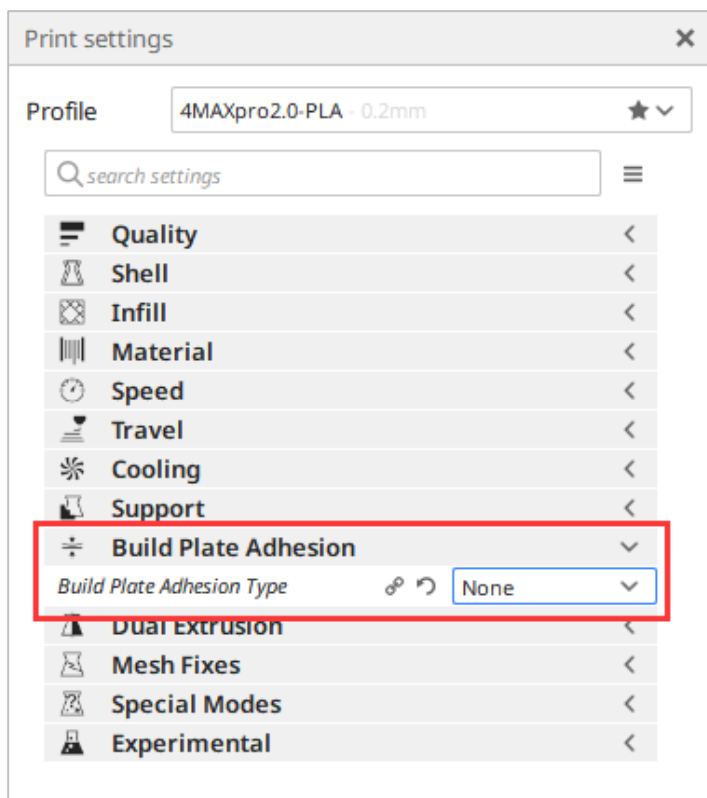 Print settings
Profile 4MAXpro2.0-PLA - 0.2mm
search settings
Quality
Shell
Infill
Material
Speed
Travel
Cooling
Support
Build Plate Adhesion
Build Plate Adhesion Type None
Dual Extrusion
Mesh Fixes
Special Modes
Experimental